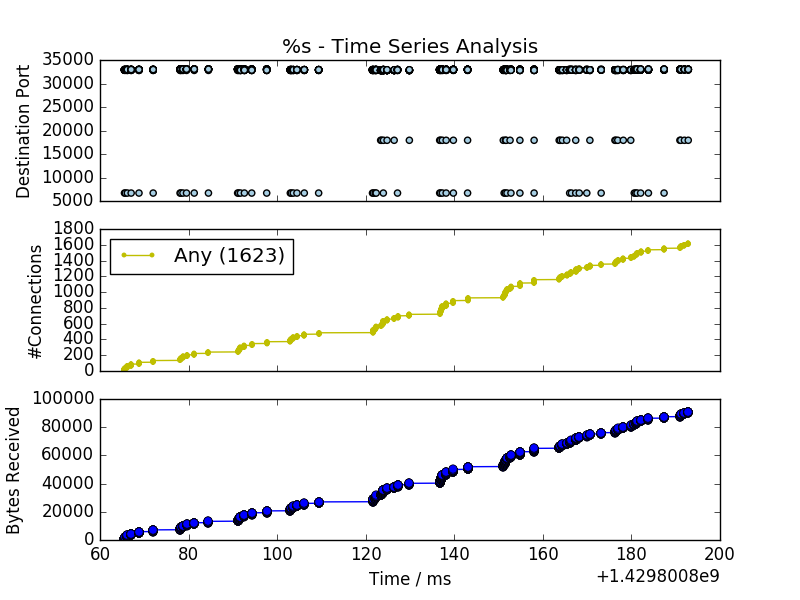 %s - Time Series Analysis
Destination Port
35000
30000
25000
20000
15000
10000
5000
#Connections
1800
1600
1400
1200
1000
800
600
400
200
0
Any (1623)
Bytes Received
100000
80000
60000
40000
20000
0
60 80 100 120 140 160 180 200
Time / ms
+1.4298008e9